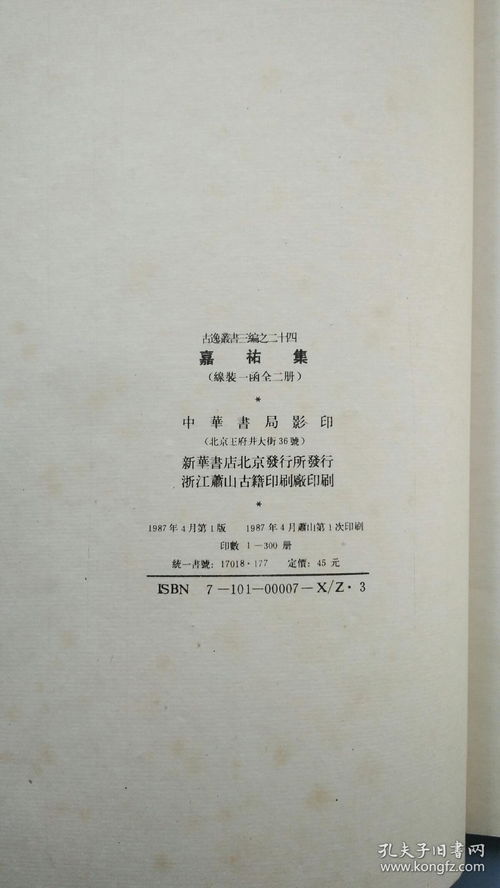 古逸叢書三編之二十四
嘉祐集
(線裝一函全二册)
*
中華書局影印
(北京王府井大街36號)
新華書店北京發行所發行
浙江蕭山古籍印刷廠印刷
*
1987年4月第1版 1987年4月蕭山第1次印刷
印數 1—300 册
統一書號: 17018·177 定價: 45 元
ISBN 7—101—00007—X/Z·3
孔夫子旧書网
www.kongfz.com